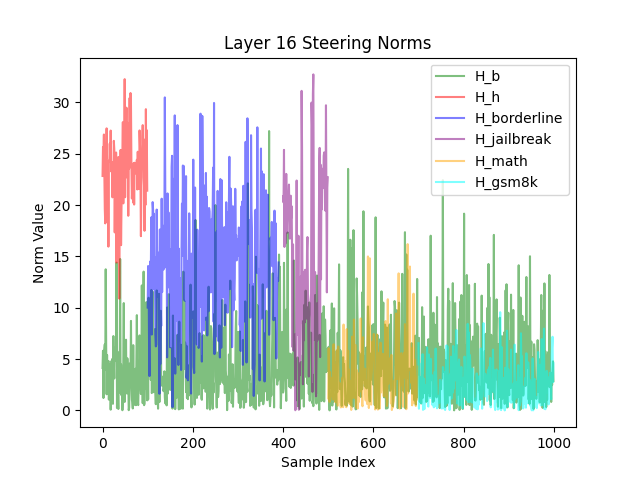 Layer 16 Steering Norms
Norm Value
30
25
20
15
10
5
0
H_b
H_h
H_borderline
H_jailbreak
H_math
H_gsm8k
0
200
400
600
800
1000
Sample Index